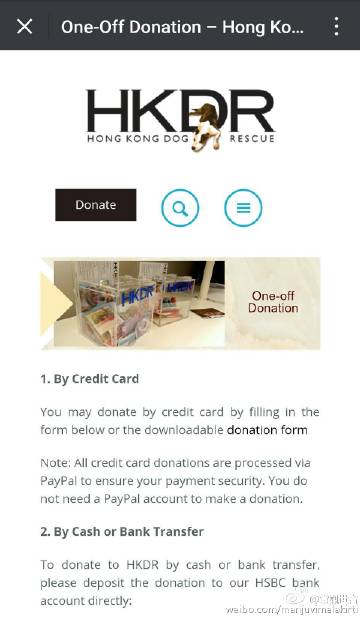 One-Off Donation – Hong Ko...
HKDR
HONG KONG DOG RESCUE
Donate
HKDR
HKDR
One-off
Donation
1. By Credit Card
You may donate by credit card by filling in the
form below or the downloadable donation form
Note: All credit card donations are processed via
PayPal to ensure your payment security. You do
not need a PayPal account to make a donation.
2. By Cash or Bank Transfer
To donate to HKDR by cash or bank transfer,
please deposit the donation to our HSBC bank
account directly:
weibo.com/manjuvimalakirti